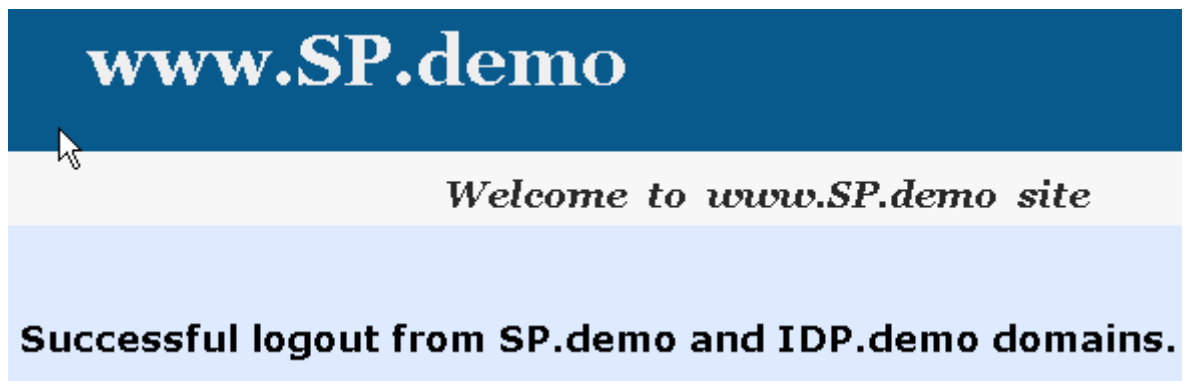 www.SP.demo
Welcome to www.SP.demo site
Successful logout from SP.demo and IDP.demo domains.